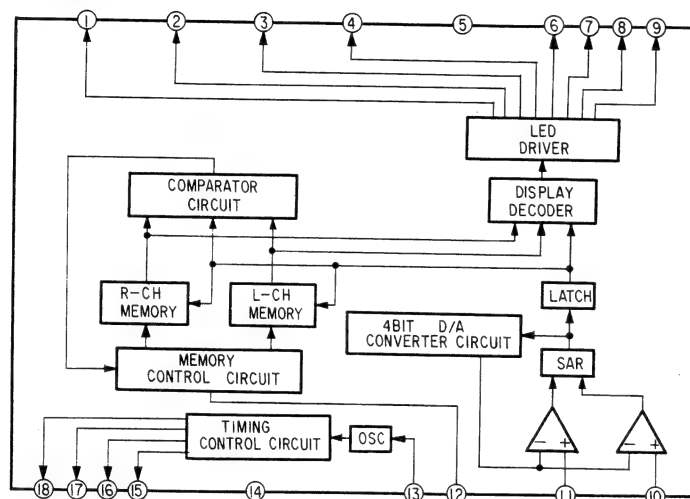 1 2 3 4 5 6 7 8 9
LED
DRIVER
COMPARATOR
CIRCUIT
DISPLAY
DECODER
R-CH
MEMORY
L-CH
MEMORY
LATCH
4BIT D/A
CONVERTER CIRCUIT
SAR
MEMORY
CONTROL CIRCUIT
TIMING
CONTROL CIRCUIT
OSC
- +
- +
18 17 16 15 14 13 12 11 10